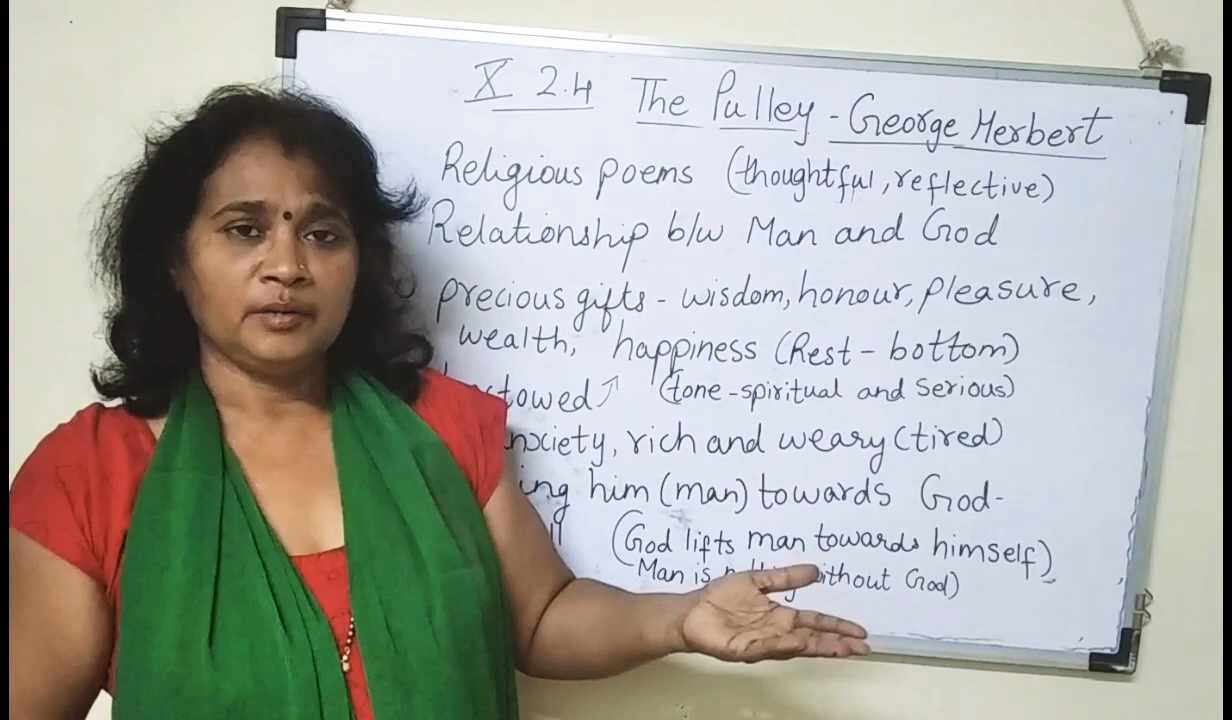 X 2.4 The Pulley - George Herbert
Religious poems (thoughtful, reflective)
Relationship b/w Man and God
precious gifts - wisdom, honour, pleasure,
wealth, happiness (Rest - bottom)
(tone - spiritual and serious)
rich and weary (tired)
him (man) towards God -
(God lifts man towards himself)
Man is without God)